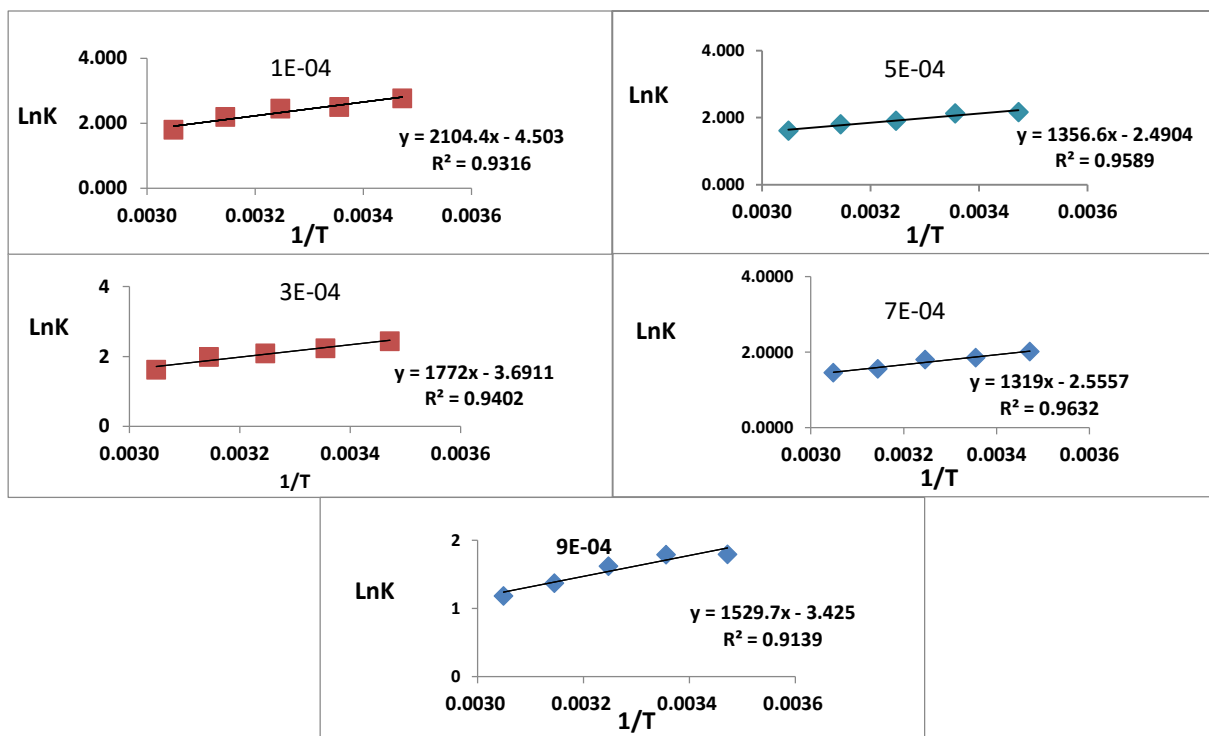 4.000
1E-04
LnK
2.000
y = 2104.4x - 4.503
R² = 0.9316
0.000
0.0030 0.0032 0.0034 0.0036
1/T
4.000
5E-04
LnK
2.000
y = 1356.6x - 2.4904
R² = 0.9589
0.000
0.0030 0.0032 0.0034 0.0036
1/T
4
3E-04
LnK
2
y = 1772x - 3.6911
R² = 0.9402
0
0.0030 0.0032 0.0034 0.0036
1/T
4.0000
7E-04
LnK
2.0000
y = 1319x - 2.5557
R² = 0.9632
0.0000
0.0030 0.0032 0.0034 0.0036
1/T
2
9E-04
LnK
1
y = 1529.7x - 3.425
R² = 0.9139
0
0.0030 0.0032 0.0034 0.0036
1/T